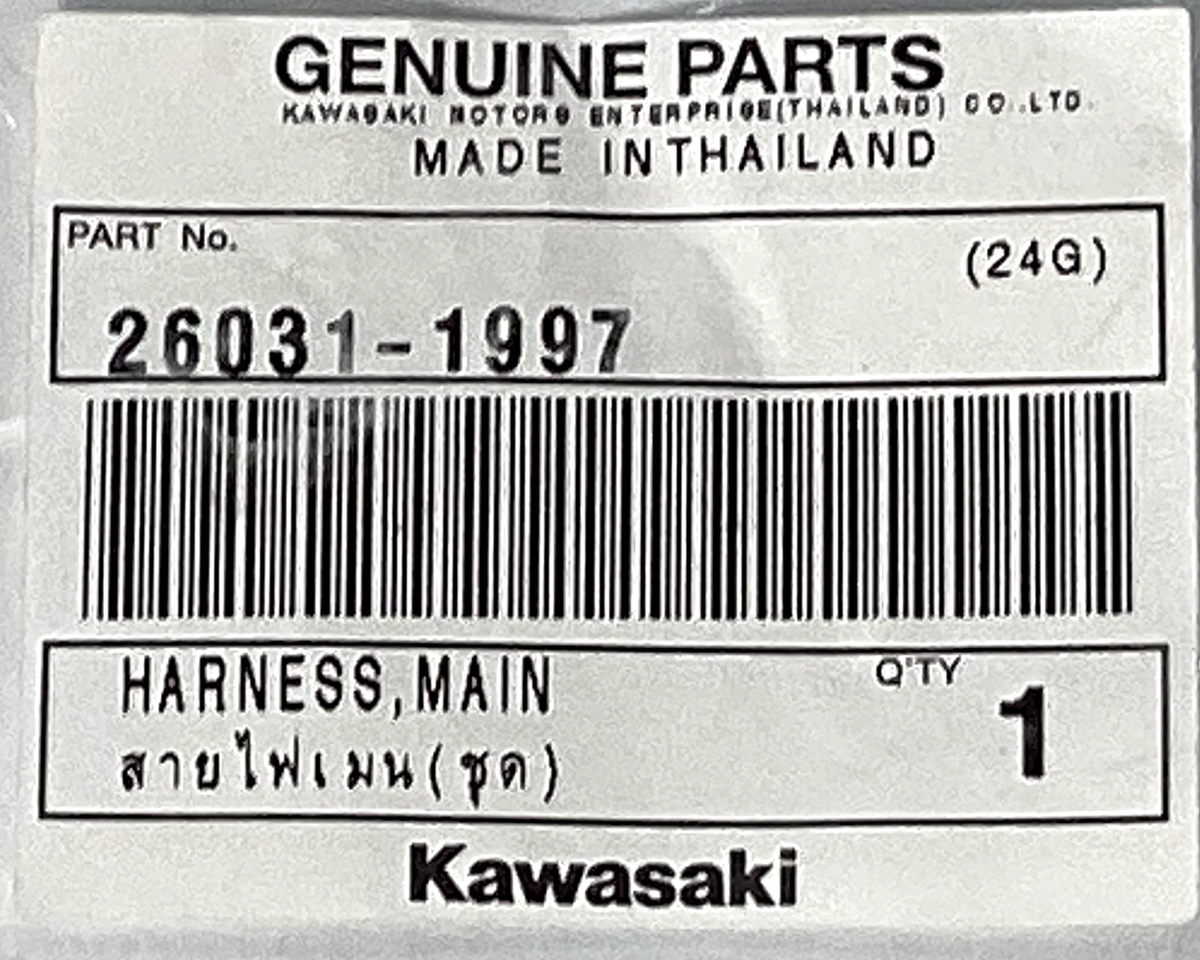 GENUINE PARTS
KAWASAKI MOTORS ENTERPRISE(THAILAND) CO.,LTD.
MADE INTHAILAND
PART No.
(24G)
26031-1997
HARNESS,MAIN
Q'TY
1
สายไฟเมน(ชุด)
Kawasaki